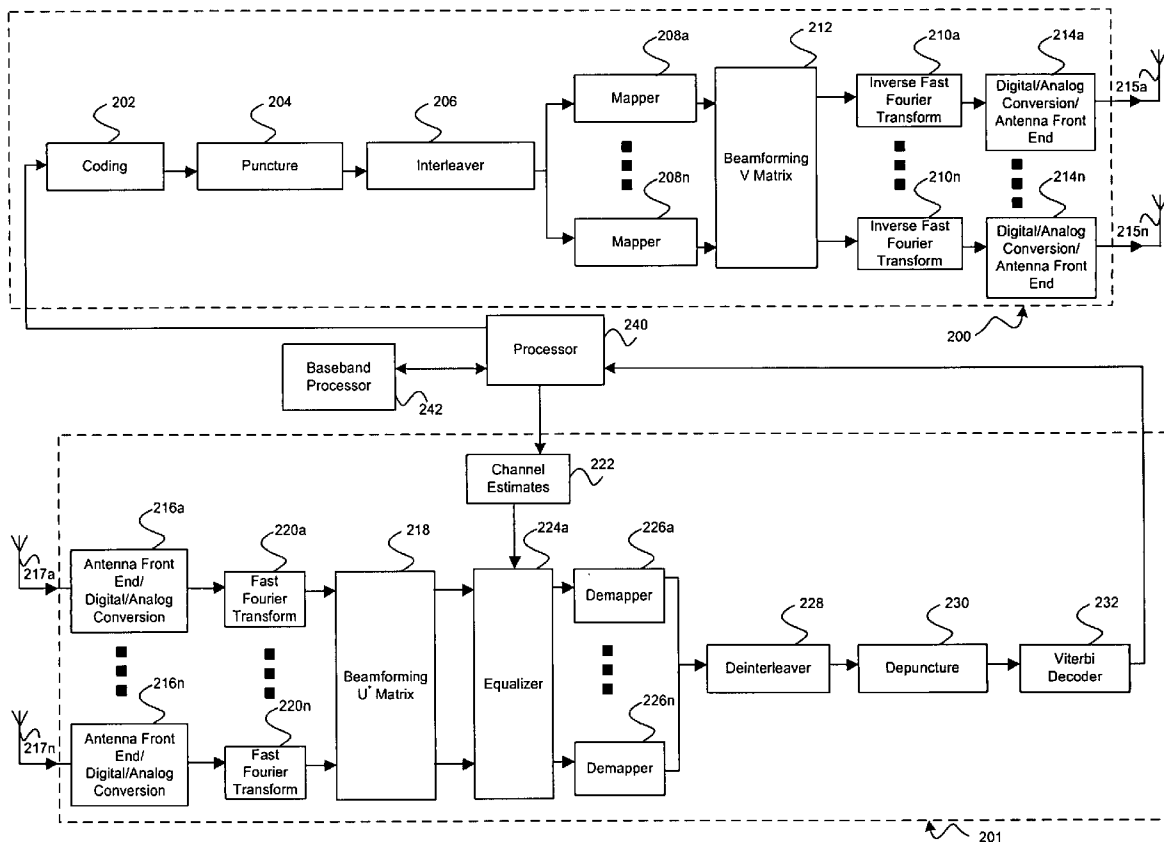 202
Coding
204
Puncture
206
Interleaver
208a
Mapper
208n
Mapper
212
Beamforming
V Matrix
210a
Inverse Fast
Fourier
Transform
210n
Inverse Fast
Fourier
Transform
214a
Digital/Analog
Conversion/
Antenna Front
End
214n
Digital/Analog
Conversion/
Antenna Front
End
215a
215n
200
240
Processor
Baseband
Processor
242
222
Channel
Estimates
217a
217n
216a
Antenna Front
End/
Digital/Analog
Conversion
216n
Antenna Front
End/
Digital/Analog
Conversion
220a
Fast
Fourier
Transform
220n
Fast
Fourier
Transform
218
Beamforming
U* Matrix
224a
Equalizer
226a
Demapper
226n
Demapper
228
Deinterleaver
230
Depuncture
232
Viterbi
Decoder
201